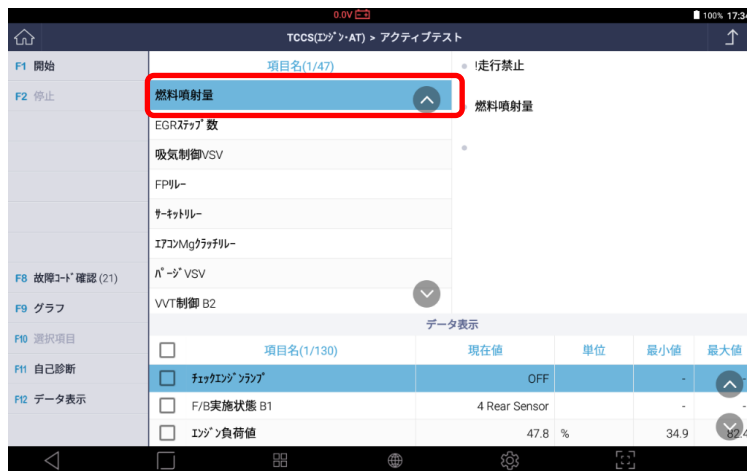 0.0V
100% 17:34
TCCS(ｴﾝｼﾞﾝ･AT) > アクティブテスト
F1 開始
F2 停止
F8 故障ｺｰﾄﾞ確認 (21)
F9 グラフ
F10 選択項目
F11 自己診断
F12 データ表示
項目名(1/47)
燃料噴射量
EGRｽﾃｯﾌﾟ数
吸気制御VSV
FPﾘﾚｰ
ｻｰｷｯﾄﾘﾚｰ
ｴｱｺﾝMgｸﾗｯﾁﾘﾚｰ
ﾊﾟｰｼﾞVSV
VVT制御 B2
!走行禁止
燃料噴射量
データ表示
項目名(1/130) 現在値 単位 最小値 最大値
ﾁｪｯｸｴﾝｼﾞﾝﾗﾝﾌﾟ OFF - -
F/B実施状態 B1 4 Rear Sensor - -
ｴﾝｼﾞﾝ負荷値 47.8 % 34.9 82.4